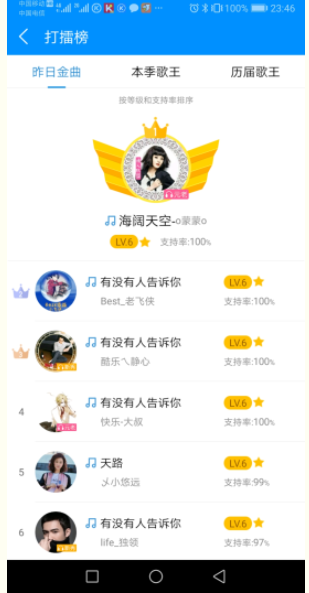 中国移动
中国电信
100% 23:46
打擂榜
昨日金曲 本季歌王 历届歌王
按等组和支持率排序
海阔天空-o蒙蒙o
LV.6 支持率:100%
有没有人告诉你 LV.6
Best_老飞侠 支持率:100%
有没有人告诉你 LV.6
酷乐乀静心 支持率:100%
4 有没有人告诉你 LV.6
快乐-大叔 支持率:100%
5 天路 LV.6
乄小悠远 支持率:99%
6 有没有人告诉你 LV.6
life_独领 支持率:97%